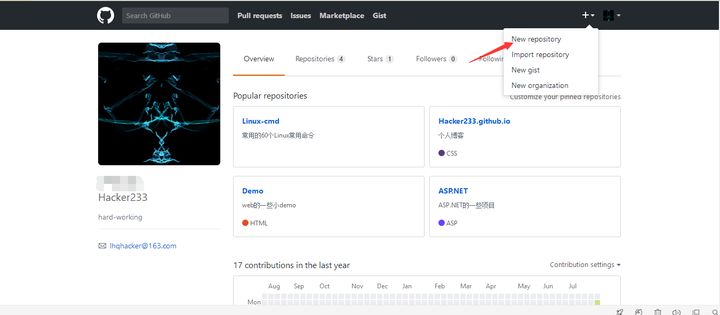 Search GitHub
Pull requests Issues Marketplace Gist
New repository
Import repository
New gist
New organization
Overview Repositories 4 Stars 1 Followers 0 Following
Popular repositories
Customize your pinned repositories
Linux-cmd
常用的60个Linux常用命令
Hacker233.github.io
个人博客
CSS
Demo
web的一些小demo
HTML
ASP.NET
ASP.NET的一些项目
ASP
Hacker233
hard-working
lhqhacker@163.com
17 contributions in the last year
Contribution settings
Aug Sep Oct Nov Dec Jan Feb Mar Apr May Jun Jul
Mon